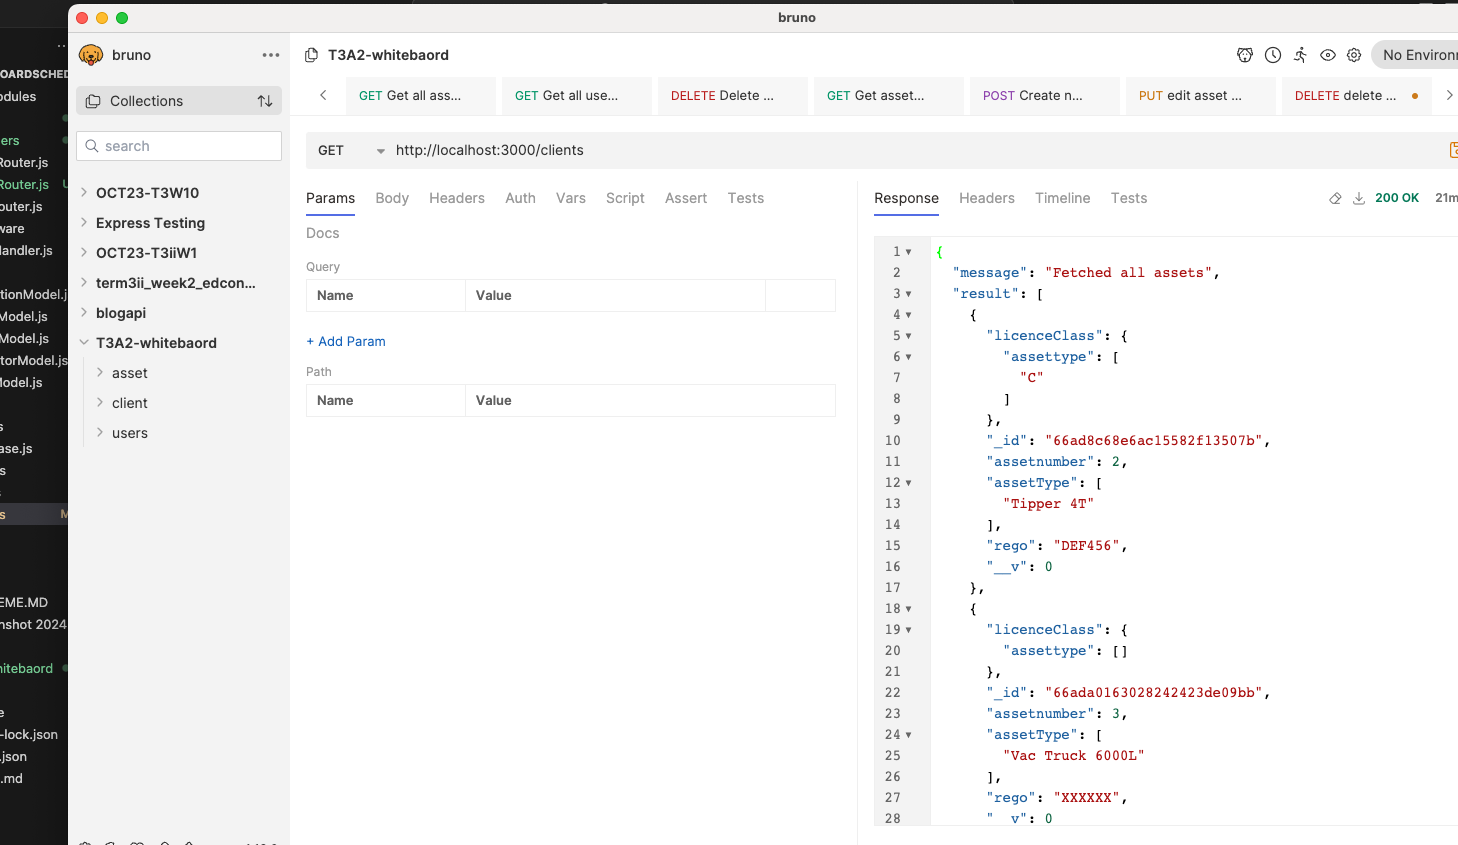 bruno
bruno
Collections
search
OCT23-T3W10
Express Testing
OCT23-T3iiW1
term3ii_week2_edcon...
blogapi
T3A2-whitebaord
asset
client
users
T3A2-whitebaord
No Environ
GET Get all ass...
GET Get all use...
DELETE Delete ...
GET Get asset...
POST Create n...
PUT edit asset ...
DELETE delete ...
GET http://localhost:3000/clients
Params Body Headers Auth Vars Script Assert Tests
Docs
Query
Name Value
+ Add Param
Path
Name Value
Response Headers Timeline Tests 200 OK 21m
1 {
2 "message": "Fetched all assets",
3 "result": [
4 {
5 "licenceClass": {
6 "assettype": [
7 "C"
8 ]
9 },
10 "_id": "66ad8c68e6ac15582f13507b",
11 "assetnumber": 2,
12 "assetType": [
13 "Tipper 4T"
14 ],
15 "rego": "DEF456",
16 "__v": 0
17 },
18 {
19 "licenceClass": {
20 "assettype": []
21 },
22 "_id": "66ada0163028242423de09bb",
23 "assetnumber": 3,
24 "assetType": [
25 "Vac Truck 6000L"
26 ],
27 "rego": "XXXXXX",
28 "__v": 0
OARDSCHED
odules
ers
Router.js
Router.js
outer.js
ware
Handler.js
tionModel.j
Model.js
Model.js
torModel.js
Model.js
s
ase.js
s
s M
EME.MD
nshot 2024
hitebaord
e
-lock.json
.json
.md